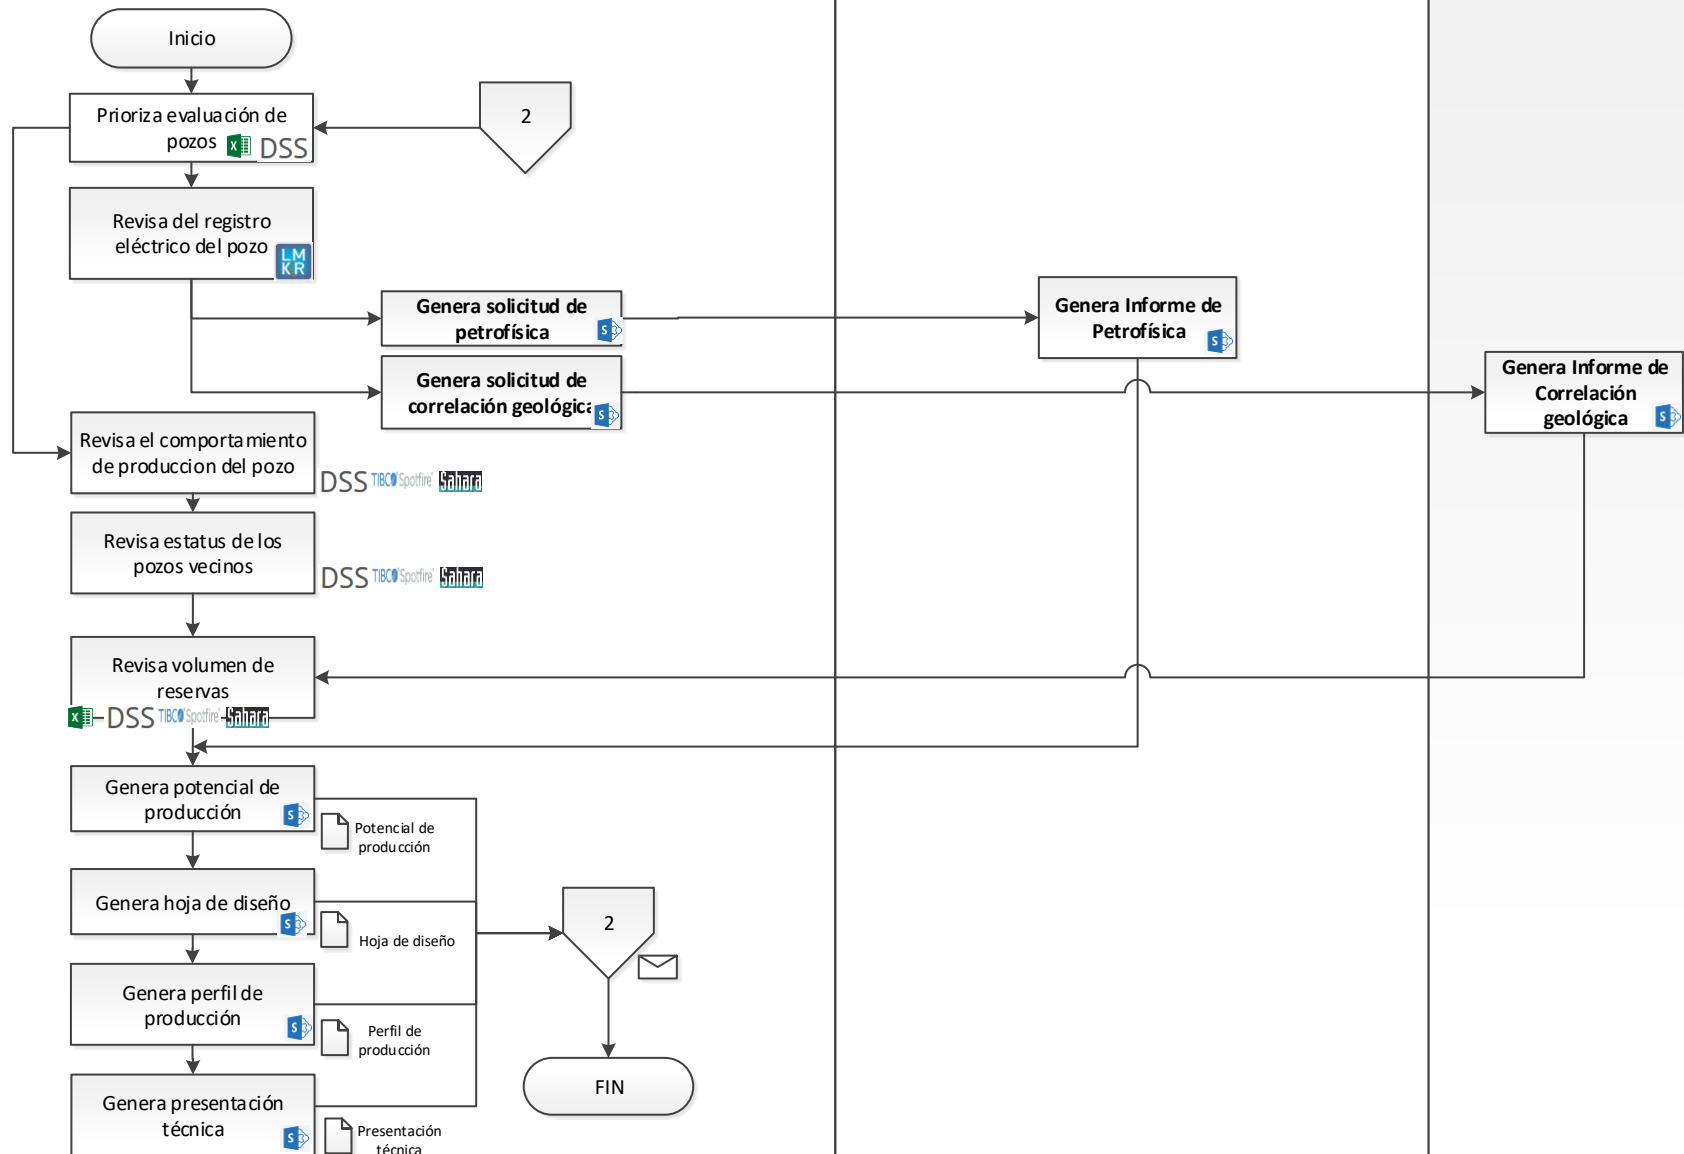 Inicio
Prioriza evaluación de
pozos
DSS
2
Revisa del registro
eléctrico del pozo
LM
KR
Genera solicitud de
petrofísica
S
Genera Informe de
Petrofísica
S
Genera solicitud de
correlación geológica
S
Genera Informe de
Correlación
geológica
S
Revisa el comportamiento
de produccion del pozo
DSS TIBCO Spotfire Sahara
Revisa estatus de los
pozos vecinos
DSS TIBCO Spotfire Sahara
Revisa volumen de
reservas
X DSS TIBCO Spotfire Sahara
Genera potencial de
producción
S
Potencial de
producción
Genera hoja de diseño
S
Hoja de diseño
2
Genera perfil de
producción
S
Perfil de
producción
FIN
Genera presentación
técnica
S
Presentación
técnica